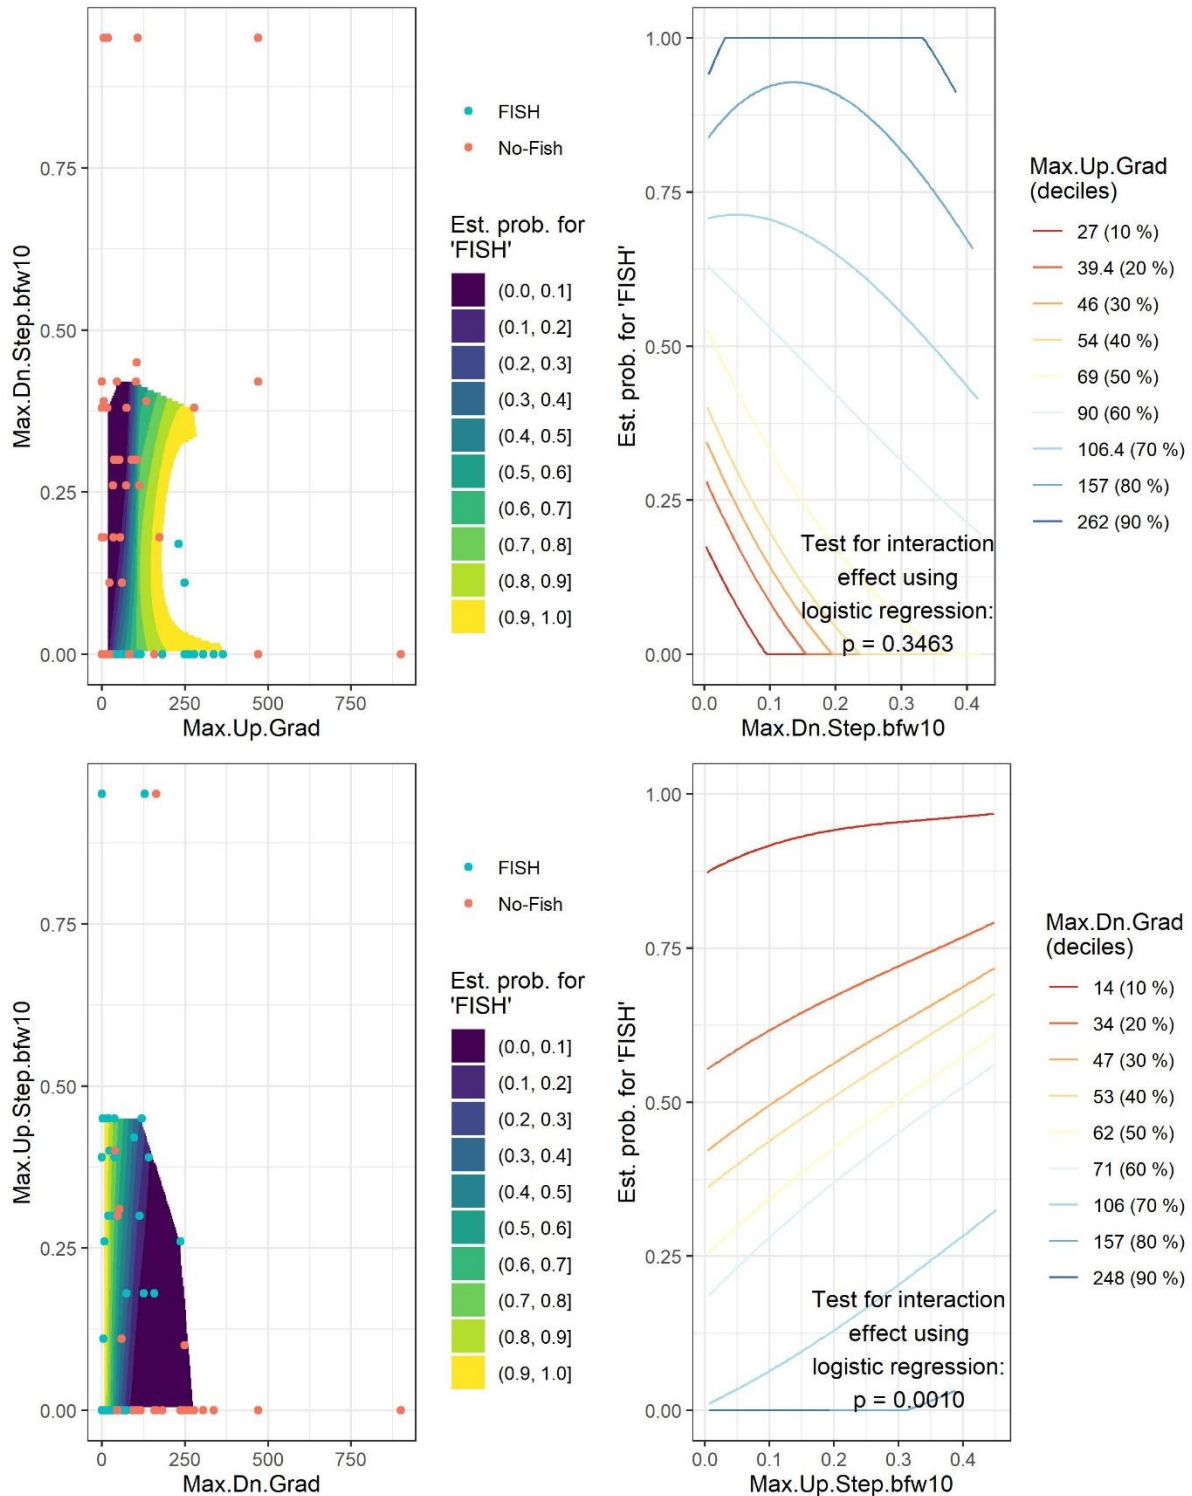 0.75
0.50
0.25
0.00
Max.Dn.Step.bfw10
0
250
500
750
Max.Up.Grad
FISH
No-Fish
Est. prob. for
'FISH'
(0.0, 0.1]
(0.1, 0.2]
(0.2, 0.3]
(0.3, 0.4]
(0.4, 0.5]
(0.5, 0.6]
(0.6, 0.7]
(0.7, 0.8]
(0.8, 0.9]
(0.9, 1.0]
1.00
0.75
0.50
0.25
0.00
Est. prob. for 'FISH'
Test for interaction
effect using
logistic regression:
p = 0.3463
0.0
0.1
0.2
0.3
0.4
Max.Dn.Step.bfw10
Max.Up.Grad
(deciles)
27 (10 %)
39.4 (20 %)
46 (30 %)
54 (40 %)
69 (50 %)
90 (60 %)
106.4 (70 %)
157 (80 %)
262 (90 %)
0.75
0.50
0.25
0.00
Max.Up.Step.bfw10
0
250
500
750
Max.Dn.Grad
FISH
No-Fish
Est. prob. for
'FISH'
(0.0, 0.1]
(0.1, 0.2]
(0.2, 0.3]
(0.3, 0.4]
(0.4, 0.5]
(0.5, 0.6]
(0.6, 0.7]
(0.7, 0.8]
(0.8, 0.9]
(0.9, 1.0]
1.00
0.75
0.50
0.25
0.00
Est. prob. for 'FISH'
Test for interaction
effect using
logistic regression:
p = 0.0010
0.0
0.1
0.2
0.3
0.4
Max.Up.Step.bfw10
Max.Dn.Grad
(deciles)
14 (10 %)
34 (20 %)
47 (30 %)
53 (40 %)
62 (50 %)
71 (60 %)
106 (70 %)
157 (80 %)
248 (90 %)